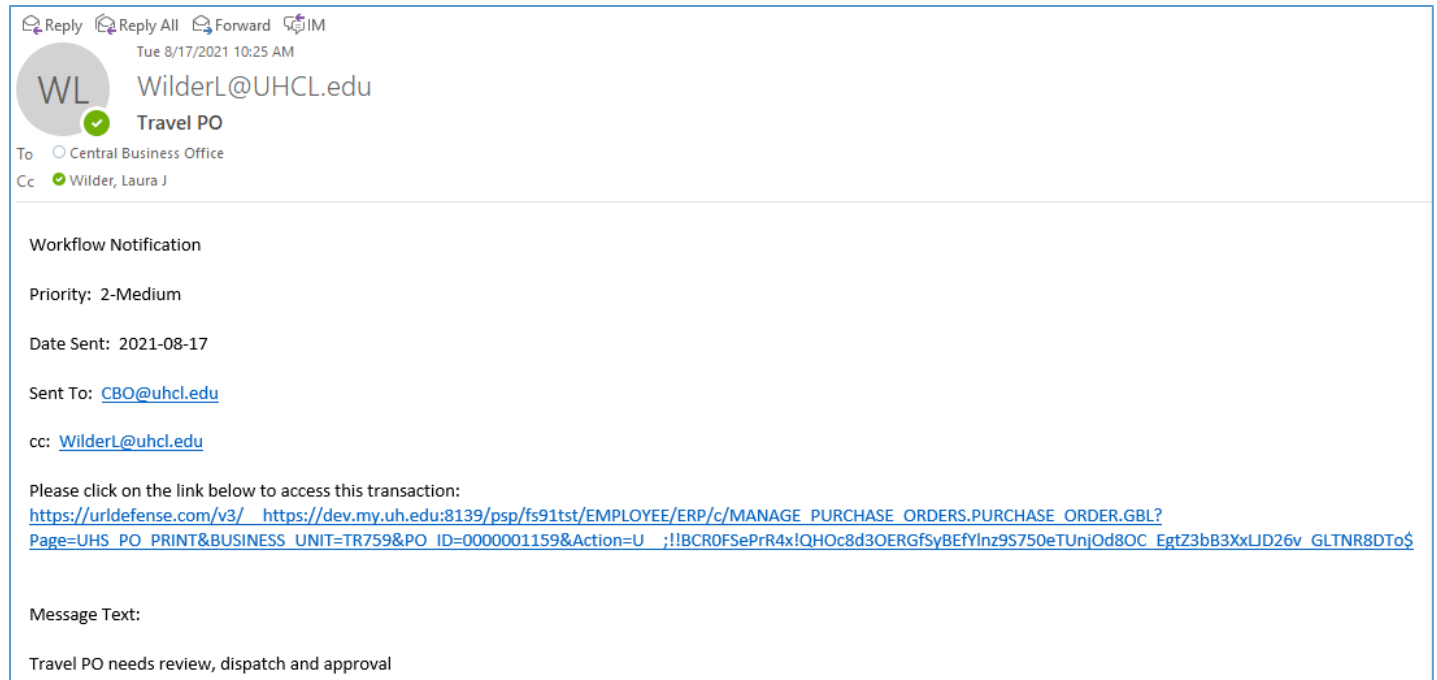 Reply Reply All Forward IM
Tue 8/17/2021 10:25 AM
WL
WilderL@UHCL.edu
Travel PO
To Central Business Office
Cc Wilder, Laura J
Workflow Notification
Priority: 2-Medium
Date Sent: 2021-08-17
Sent To: CBO@uhcl.edu
cc: WilderL@uhcl.edu
Please click on the link below to access this transaction:
https://urldefense.com/v3/__https://dev.my.uh.edu:8139/psp/fs91tst/EMPLOYEE/ERP/c/MANAGE_PURCHASE_ORDERS.PURCHASE_ORDER.GBL?
Page=UHS_PO_PRINT&BUSINESS_UNIT=TR759&PO_ID=0000001159&Action=U__;!!BCR0FSePrR4x!QHOc8d3OERGfSyBEfYlnz9S750eTUnjOd8OC_EgtZ3bB3XxLJD26v_GLTNR8DTo$
Message Text:
Travel PO needs review, dispatch and approval